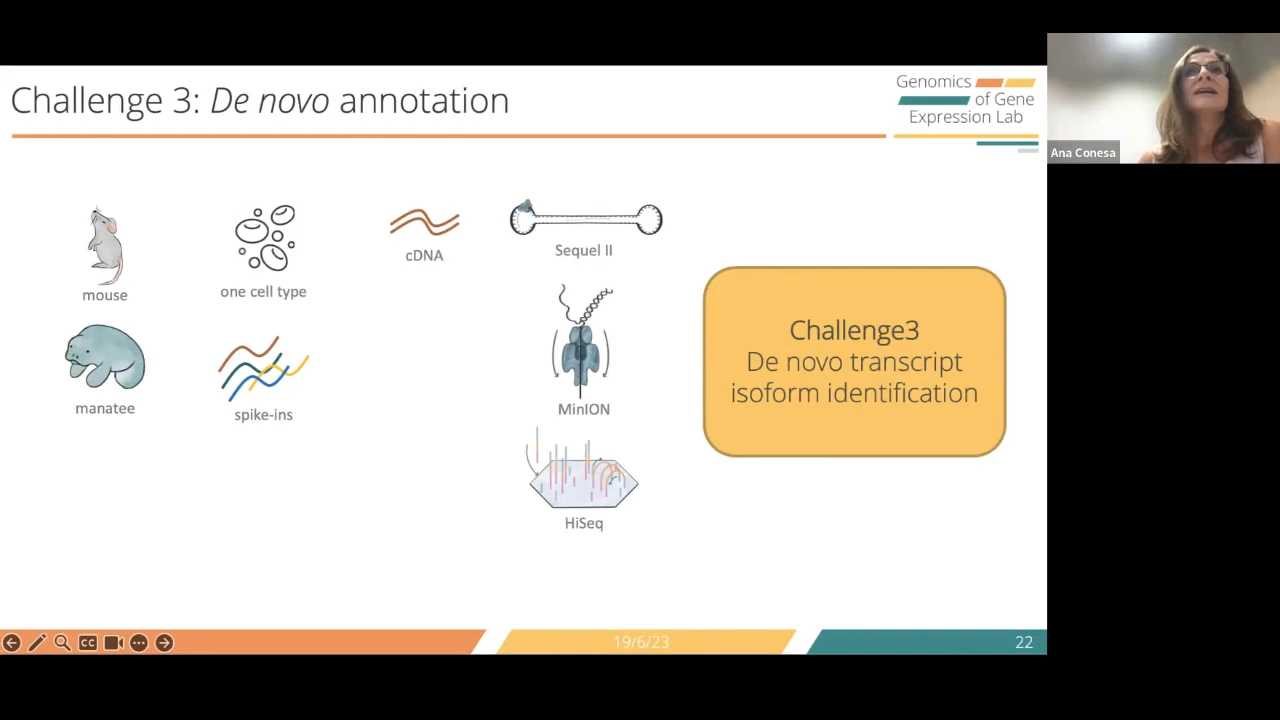 Challenge 3: De novo annotation
Genomics
of Gene
Expression Lab
Ana Conesa
mouse
one cell type
cDNA
Sequel II
manatee
spike-ins
MinION
HiSeq
Challenge3
De novo transcript
isoform identification
CC
19/6/23
22